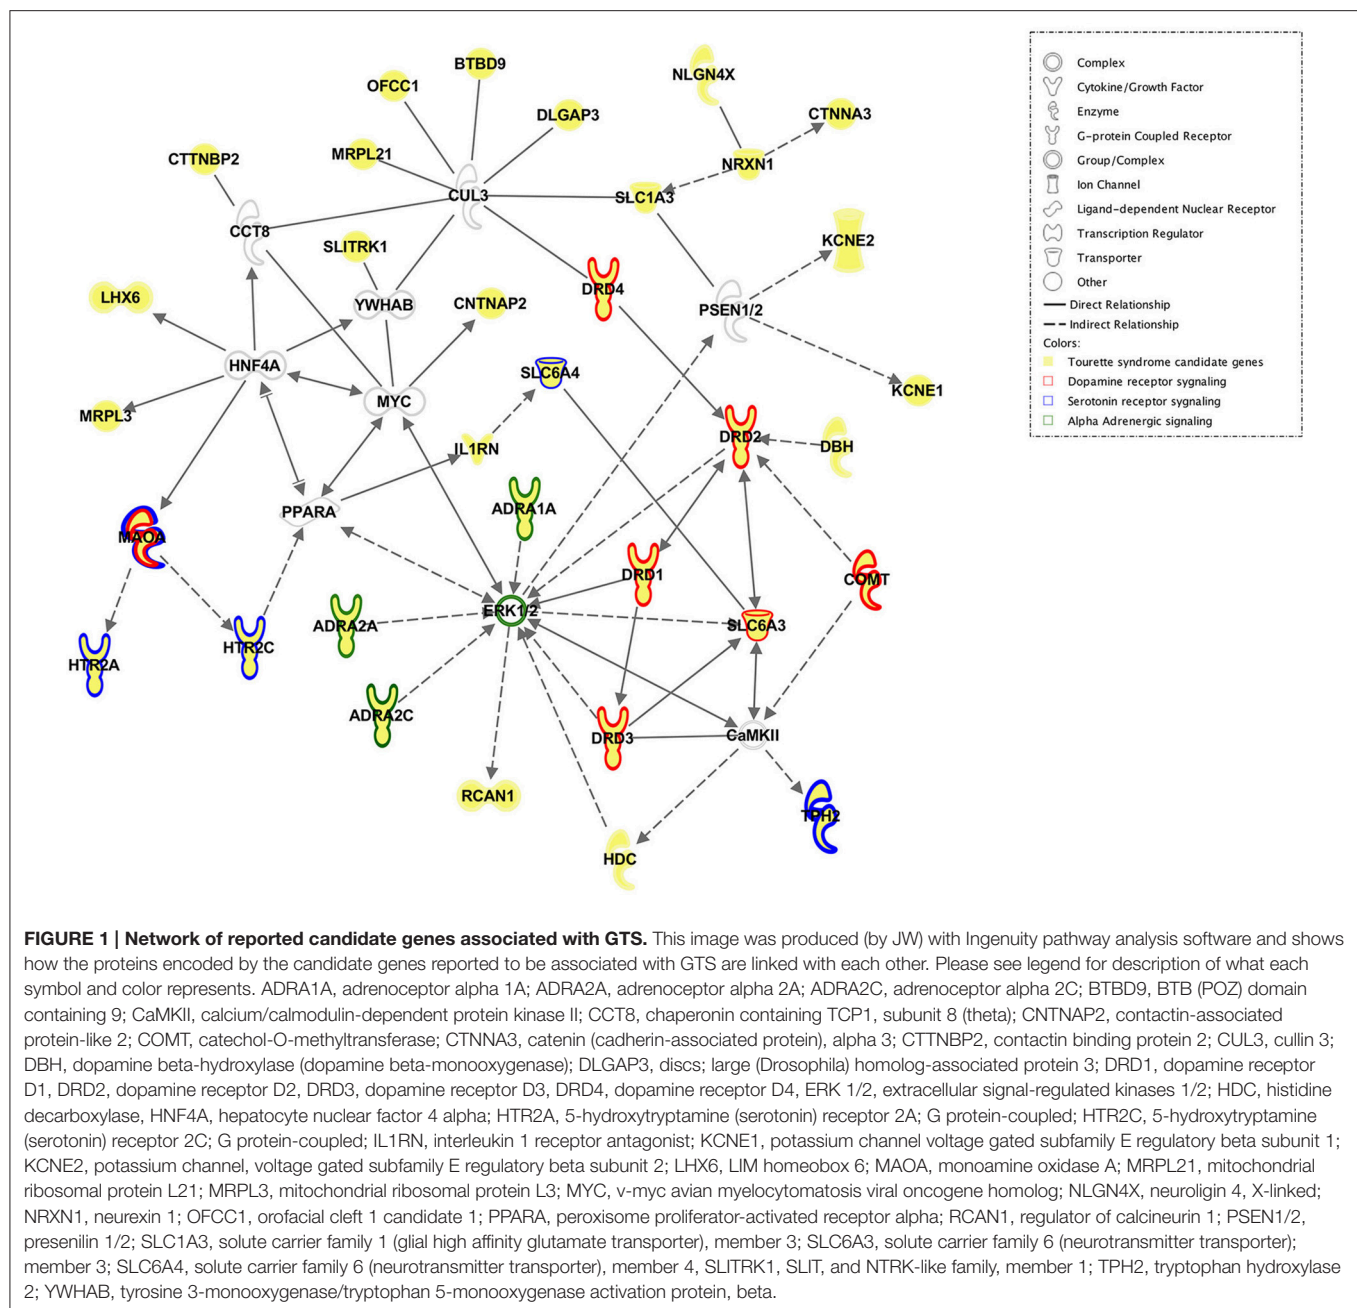 BTBD9
OFCC1
NLGN4X
DLGAP3
CTNNA3
CTTNBP2
MRPL21
NRXN1
CUL3
SLC1A3
CCT8
SLITRK1
KCNE2
DRD4
LHX6
YWHAB
CNTNAP2
PSEN1/2
HNF4A
SLC6A4
MYC
KCNE1
MRPL3
IL1RN
DRD2
DBH
PPARA
ADRA1A
MAOA
DRD1
COMT
ERK1/2
ADRA2A
SLC6A3
HTR2A
HTR2C
ADRA2C
DRD3
CaMKII
RCAN1
TPH2
HDC
Complex
Cytokine/Growth Factor
Enzyme
G-protein Coupled Receptor
Group/Complex
Ion Channel
Ligand-dependent Nuclear Receptor
Transcription Regulator
Transporter
Other
Direct Relationship
Indirect Relationship
Colors:
Tourette syndrome candidate genes
Dopamine receptor sygnaling
Serotonin receptor sygnaling
Alpha Adrenergic signaling
FIGURE 1 | Network of reported candidate genes associated with GTS. This image was produced (by JW) with Ingenuity pathway analysis software and shows
how the proteins encoded by the candidate genes reported to be associated with GTS are linked with each other. Please see legend for description of what each
symbol and color represents. ADRA1A, adrenoceptor alpha 1A; ADRA2A, adrenoceptor alpha 2A; ADRA2C, adrenoceptor alpha 2C; BTBD9, BTB (POZ) domain
containing 9; CaMKII, calcium/calmodulin-dependent protein kinase II; CCT8, chaperonin containing TCP1, subunit 8 (theta); CNTNAP2, contactin-associated
protein-like 2; COMT, catechol-O-methyltransferase; CTNNA3, catenin (cadherin-associated protein), alpha 3; CTTNBP2, contactin binding protein 2; CUL3, cullin 3;
DBH, dopamine beta-hydroxylase (dopamine beta-monooxygenase); DLGAP3, discs; large (Drosophila) homolog-associated protein 3; DRD1, dopamine receptor
D1, DRD2, dopamine receptor D2, DRD3, dopamine receptor D3, DRD4, dopamine receptor D4, ERK 1/2, extracellular signal-regulated kinases 1/2; HDC, histidine
decarboxylase, HNF4A, hepatocyte nuclear factor 4 alpha; HTR2A, 5-hydroxytryptamine (serotonin) receptor 2A; G protein-coupled; HTR2C, 5-hydroxytryptamine
(serotonin) receptor 2C; G protein-coupled; IL1RN, interleukin 1 receptor antagonist; KCNE1, potassium channel voltage gated subfamily E regulatory beta subunit 1;
KCNE2, potassium channel, voltage gated subfamily E regulatory beta subunit 2; LHX6, LIM homeobox 6; MAOA, monoamine oxidase A; MRPL21, mitochondrial
ribosomal protein L21; MRPL3, mitochondrial ribosomal protein L3; MYC, v-myc avian myelocytomatosis viral oncogene homolog; NLGN4X, neuroligin 4, X-linked;
NRXN1, neurexin 1; OFCC1, orofacial cleft 1 candidate 1; PPARA, peroxisome proliferator-activated receptor alpha; RCAN1, regulator of calcineurin 1; PSEN1/2,
presenilin 1/2; SLC1A3, solute carrier family 1 (glial high affinity glutamate transporter), member 3; SLC6A3, solute carrier family 6 (neurotransmitter transporter);
member 3; SLC6A4, solute carrier family 6 (neurotransmitter transporter), member 4, SLITRK1, SLIT, and NTRK-like family, member 1; TPH2, tryptophan hydroxylase
2; YWHAB, tyrosine 3-monooxygenase/tryptophan 5-monooxygenase activation protein, beta.